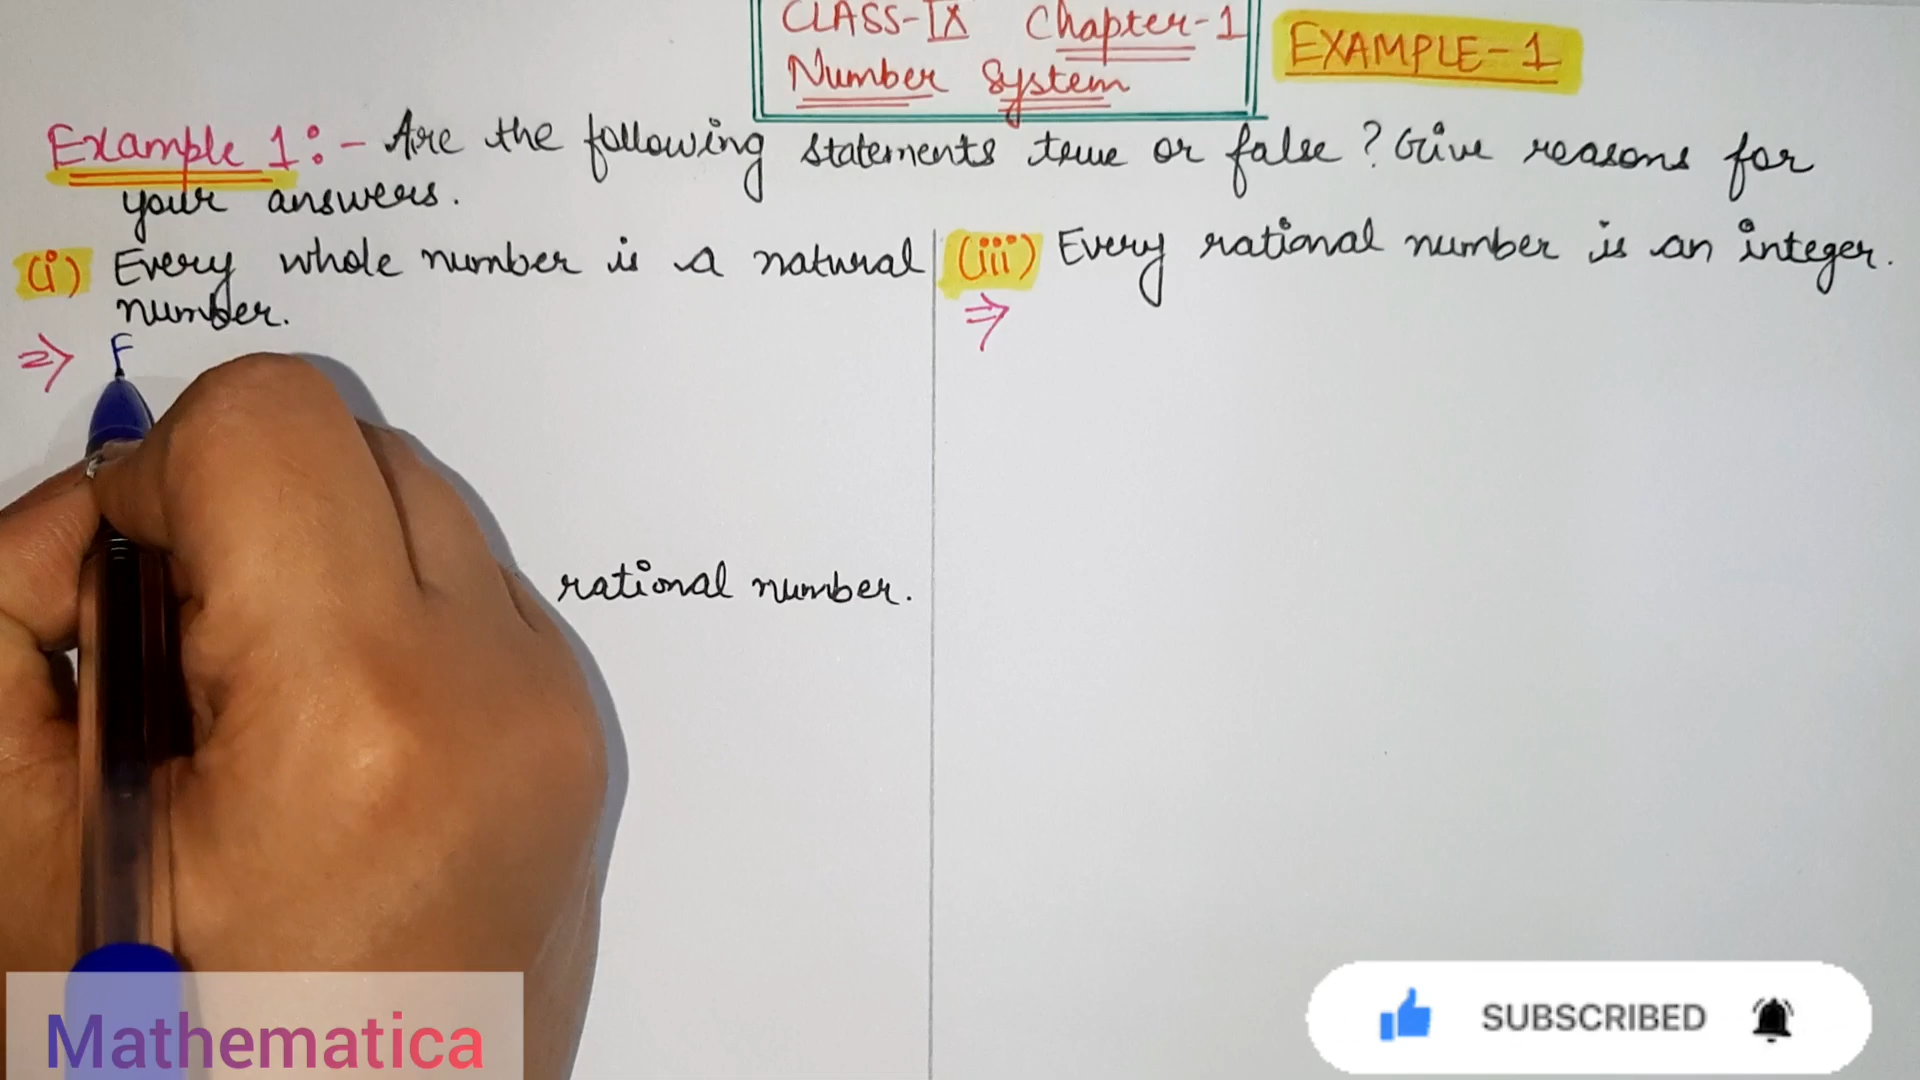 CLASS-IX Chapter-1
Number System
EXAMPLE-1
Example 1:- Are the following statements true or false? Give reasons for
your answers.
(i) Every whole number is a natural
number.
⇒ F
rational number.
(iii) Every rational number is an integer.
⇒
Mathematica
SUBSCRIBED